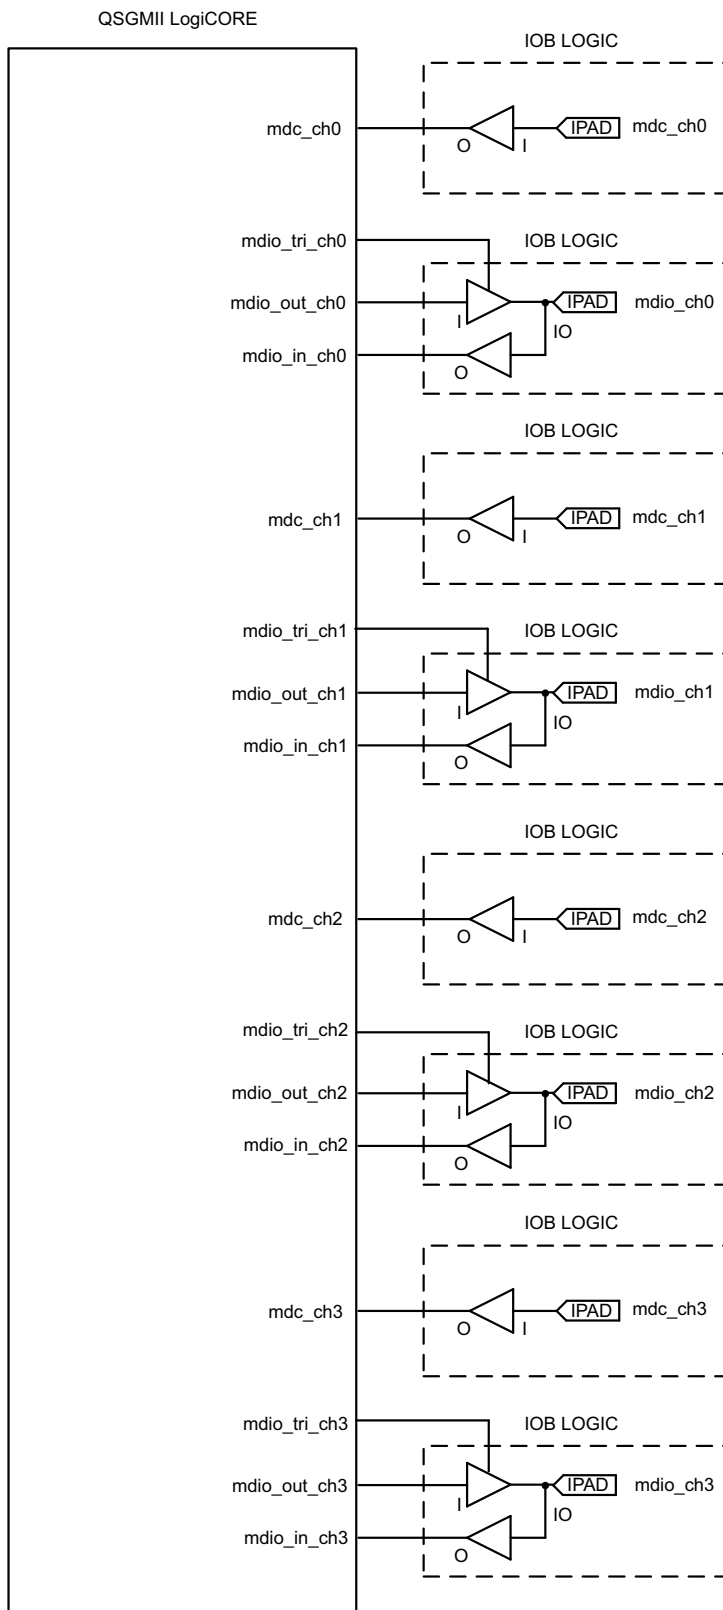 QSGMII LogiCORE
IOB LOGIC
mdc_ch0
O
I
IPAD
mdc_ch0
mdio_tri_ch0
IOB LOGIC
mdio_out_ch0
I
IPAD
mdio_ch0
IO
mdio_in_ch0
O
IOB LOGIC
mdc_ch1
O
I
IPAD
mdc_ch1
mdio_tri_ch1
IOB LOGIC
mdio_out_ch1
I
IPAD
mdio_ch1
IO
mdio_in_ch1
O
IOB LOGIC
mdc_ch2
O
I
IPAD
mdc_ch2
mdio_tri_ch2
IOB LOGIC
mdio_out_ch2
I
IPAD
mdio_ch2
IO
mdio_in_ch2
O
IOB LOGIC
mdc_ch3
O
I
IPAD
mdc_ch3
mdio_tri_ch3
IOB LOGIC
mdio_out_ch3
I
IPAD
mdio_ch3
IO
mdio_in_ch3
O